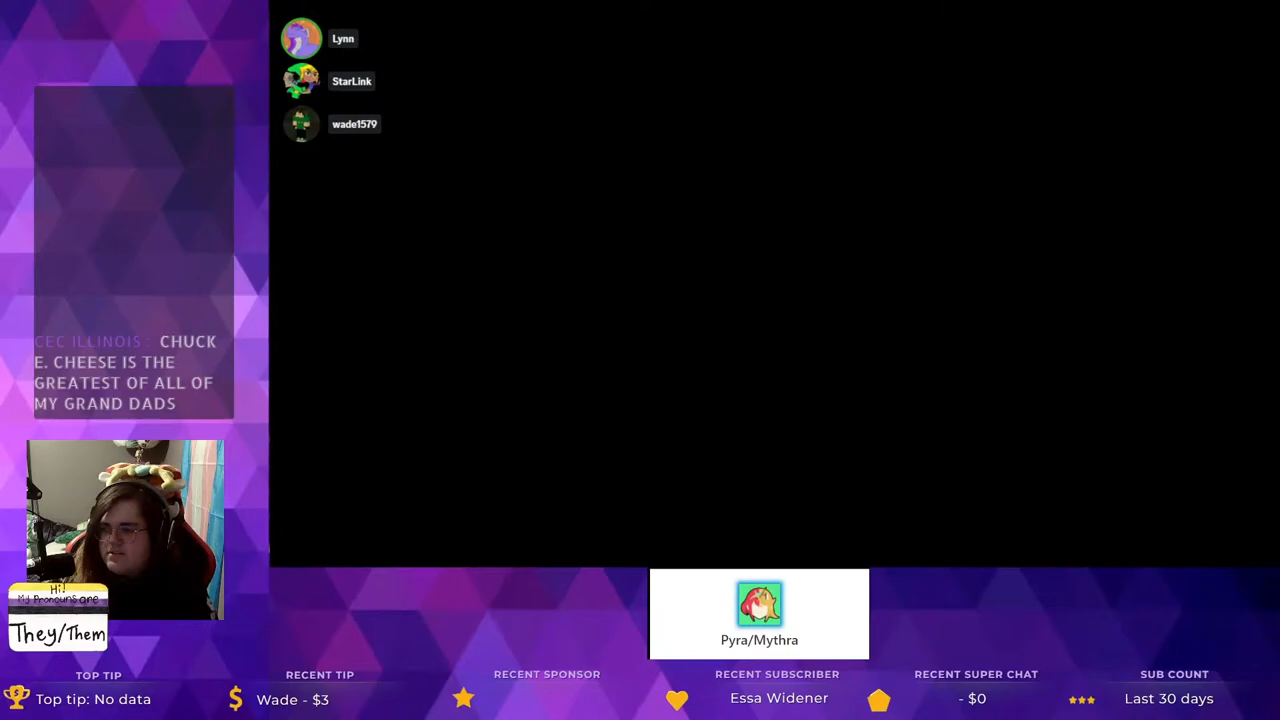 Lynn
StarLink
wade1579
CEC ILLINOIS : CHUCK
E. CHEESE IS THE
GREATEST OF ALL OF
MY GRAND DADS
Hi!
My Pronouns are
They/Them
Pyra/Mythra
TOP TIP
Top tip: No data
RECENT TIP
Wade - $3
RECENT SPONSOR
RECENT SUBSCRIBER
Essa Widener
RECENT SUPER CHAT
- $0
SUB COUNT
Last 30 days